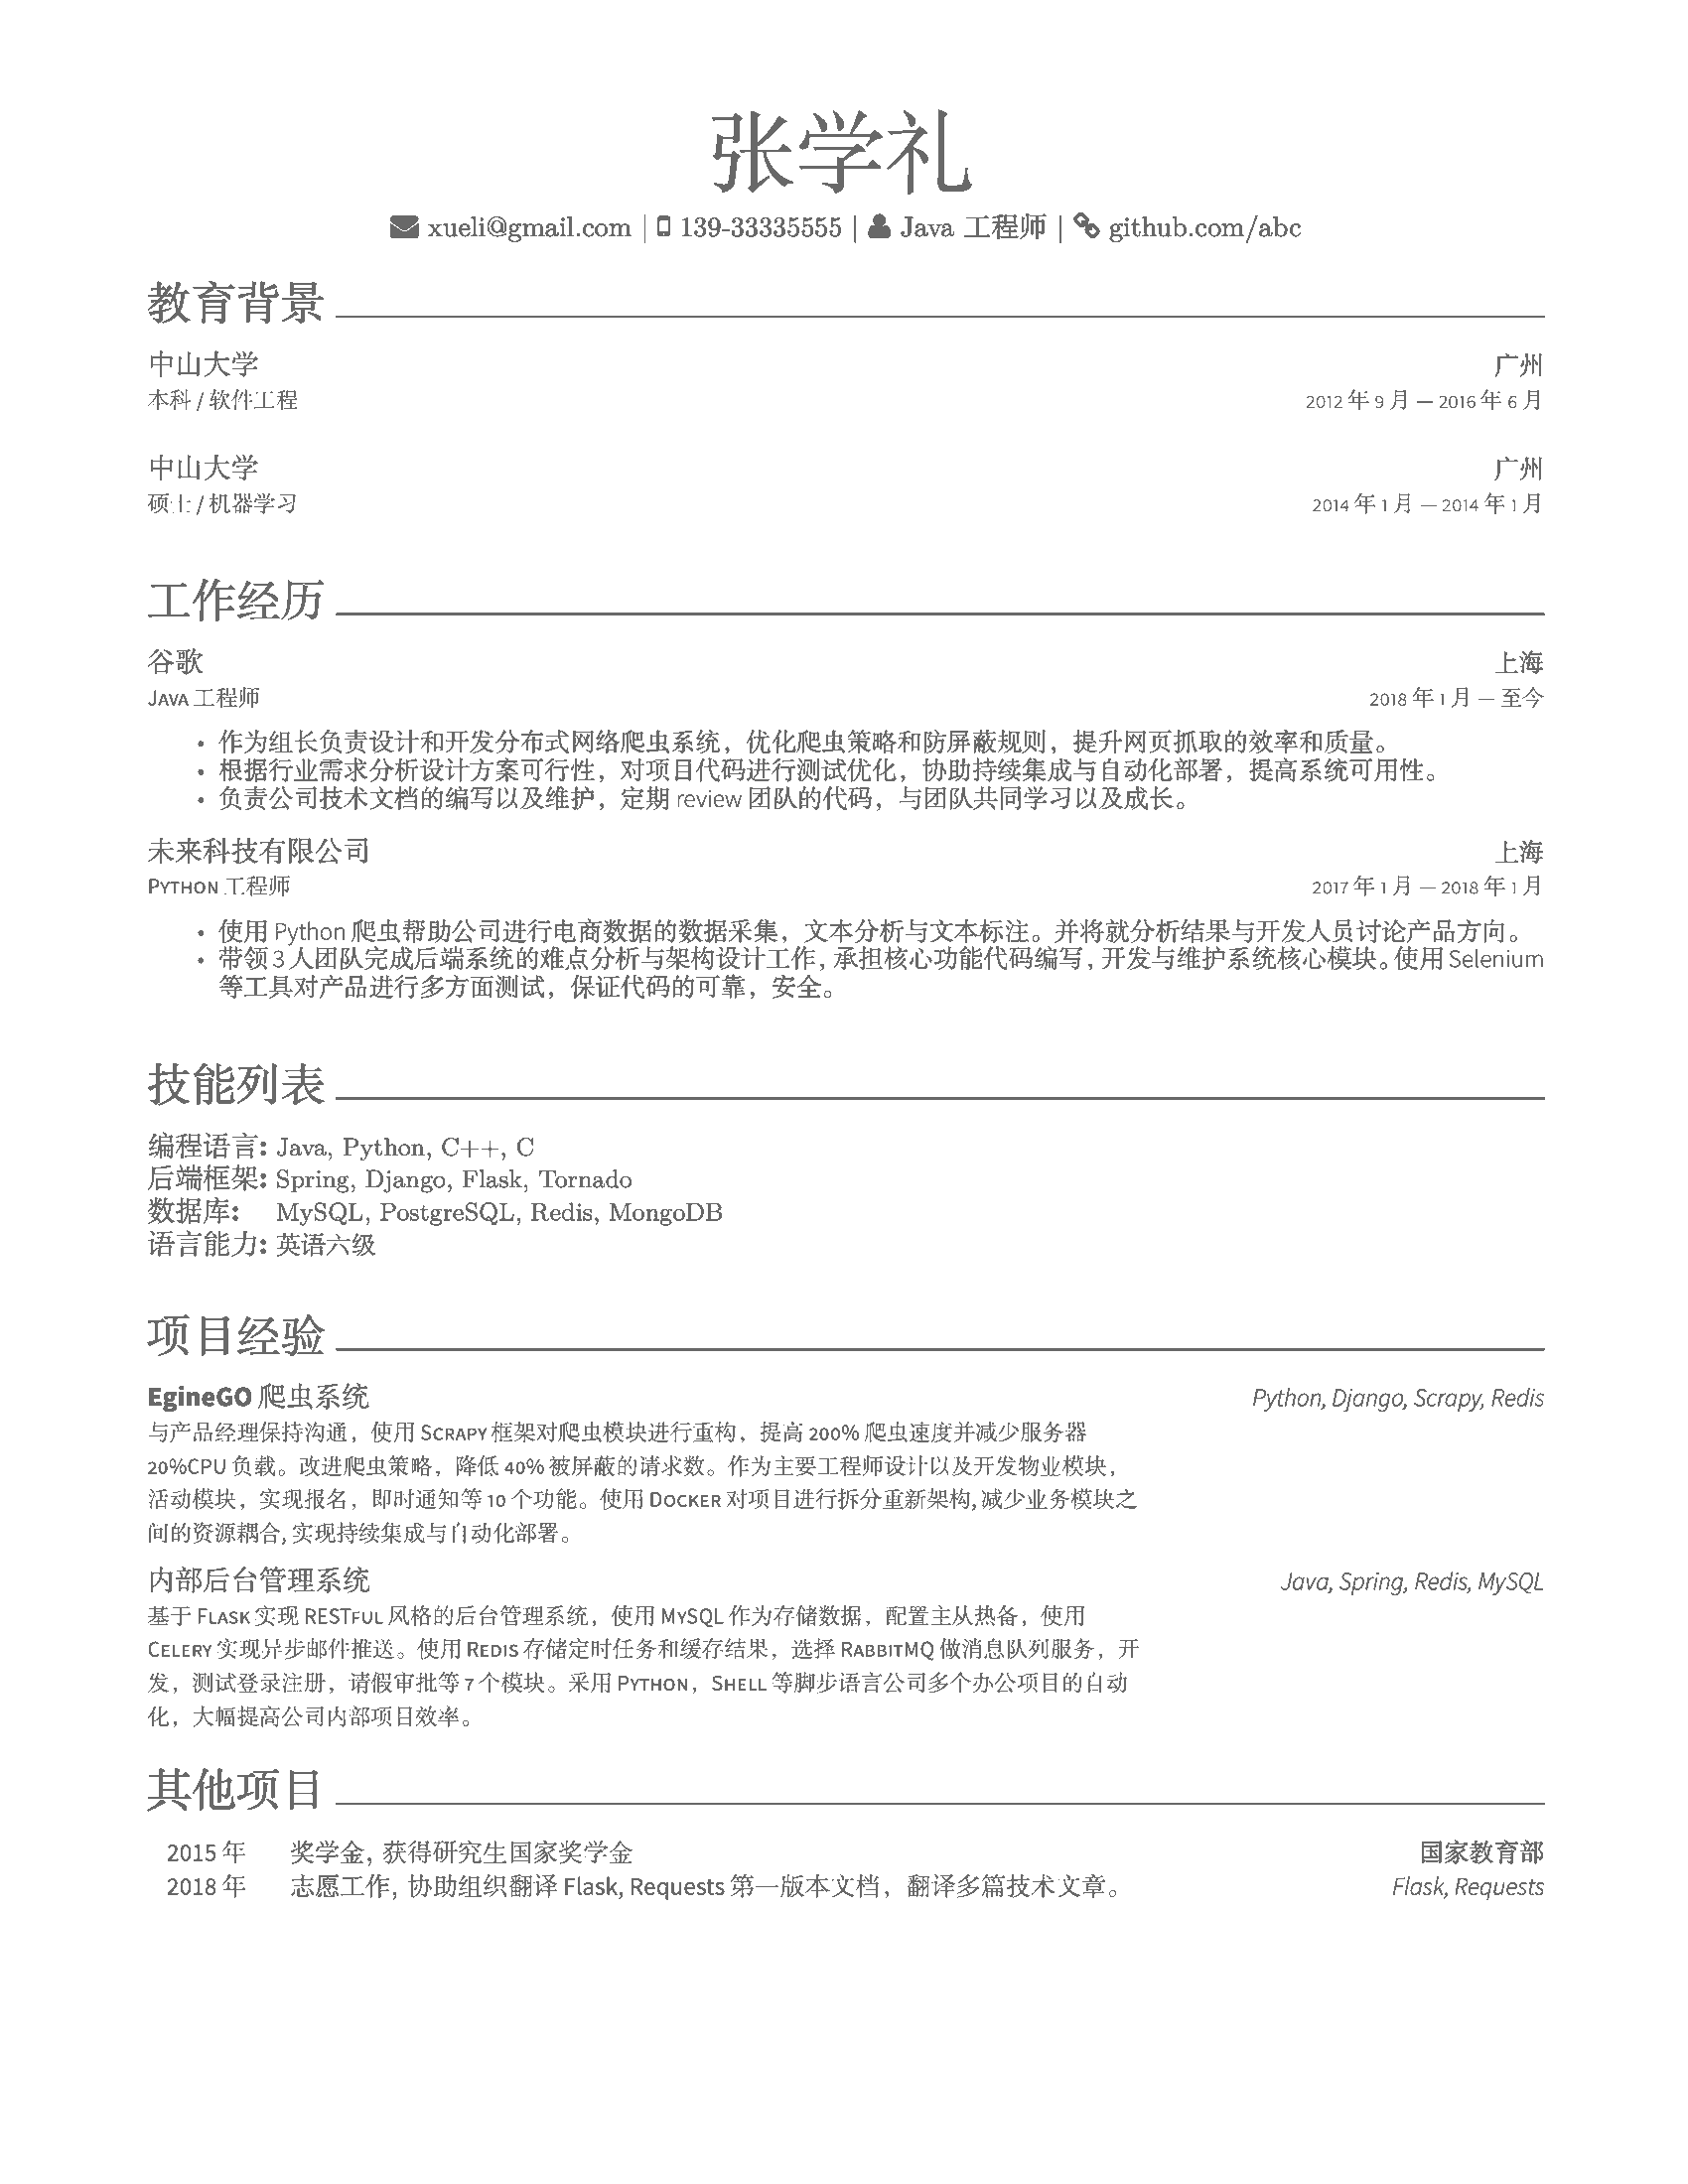 张学礼
xueli@gmail.com | 139-33335555 | Java 工程师 | github.com/abc
教育背景
中山大学 广州
本科 / 软件工程 2012 年 9 月 — 2016 年 6 月
中山大学 广州
硕士 / 机器学习 2014 年 1 月 — 2014 年 1 月
工作经历
谷歌 上海
JAVA 工程师 2018 年 1 月 — 至今
• 作为组长负责设计和开发分布式网络爬虫系统，优化爬虫策略和防屏蔽规则，提升网页抓取的效率和质量。
• 根据行业需求分析设计方案可行性，对项目代码进行测试优化，协助持续集成与自动化部署，提高系统可用性。
• 负责公司技术文档的编写以及维护，定期 review 团队的代码，与团队共同学习以及成长。
未来科技有限公司 上海
PYTHON 工程师 2017 年 1 月 — 2018 年 1 月
• 使用 Python 爬虫帮助公司进行电商数据的数据采集，文本分析与文本标注。并将就分析结果与开发人员讨论产品方向。
• 带领 3 人团队完成后端系统的难点分析与架构设计工作, 承担核心功能代码编写, 开发与维护系统核心模块。使用 Selenium
等工具对产品进行多方面测试，保证代码的可靠，安全。
技能列表
编程语言: Java, Python, C++, C
后端框架: Spring, Django, Flask, Tornado
数据库: MySQL, PostgreSQL, Redis, MongoDB
语言能力: 英语六级
项目经验
EgineGO 爬虫系统 Python, Django, Scrapy, Redis
与产品经理保持沟通，使用 SCRAPY 框架对爬虫模块进行重构，提高 200% 爬虫速度并减少服务器
20%CPU 负载。改进爬虫策略，降低 40% 被屏蔽的请求数。作为主要工程师设计以及开发物业模块，
活动模块，实现报名，即时通知等 10 个功能。使用 DOCKER 对项目进行拆分重新架构, 减少业务模块之
间的资源耦合, 实现持续集成与自动化部署。
内部后台管理系统 Java, Spring, Redis, MySQL
基于 FLASK 实现 RESTFUL 风格的后台管理系统，使用 MYSQL 作为存储数据，配置主从热备，使用
CELERY 实现异步邮件推送。使用 REDIS 存储定时任务和缓存结果，选择 RABBITMQ 做消息队列服务，开
发，测试登录注册，请假审批等 7 个模块。采用 PYTHON，SHELL 等脚步语言公司多个办公项目的自动
化，大幅提高公司内部项目效率。
其他项目
2015 年 奖学金, 获得研究生国家奖学金 国家教育部
2018 年 志愿工作, 协助组织翻译 Flask, Requests 第一版本文档，翻译多篇技术文章。 Flask, Requests